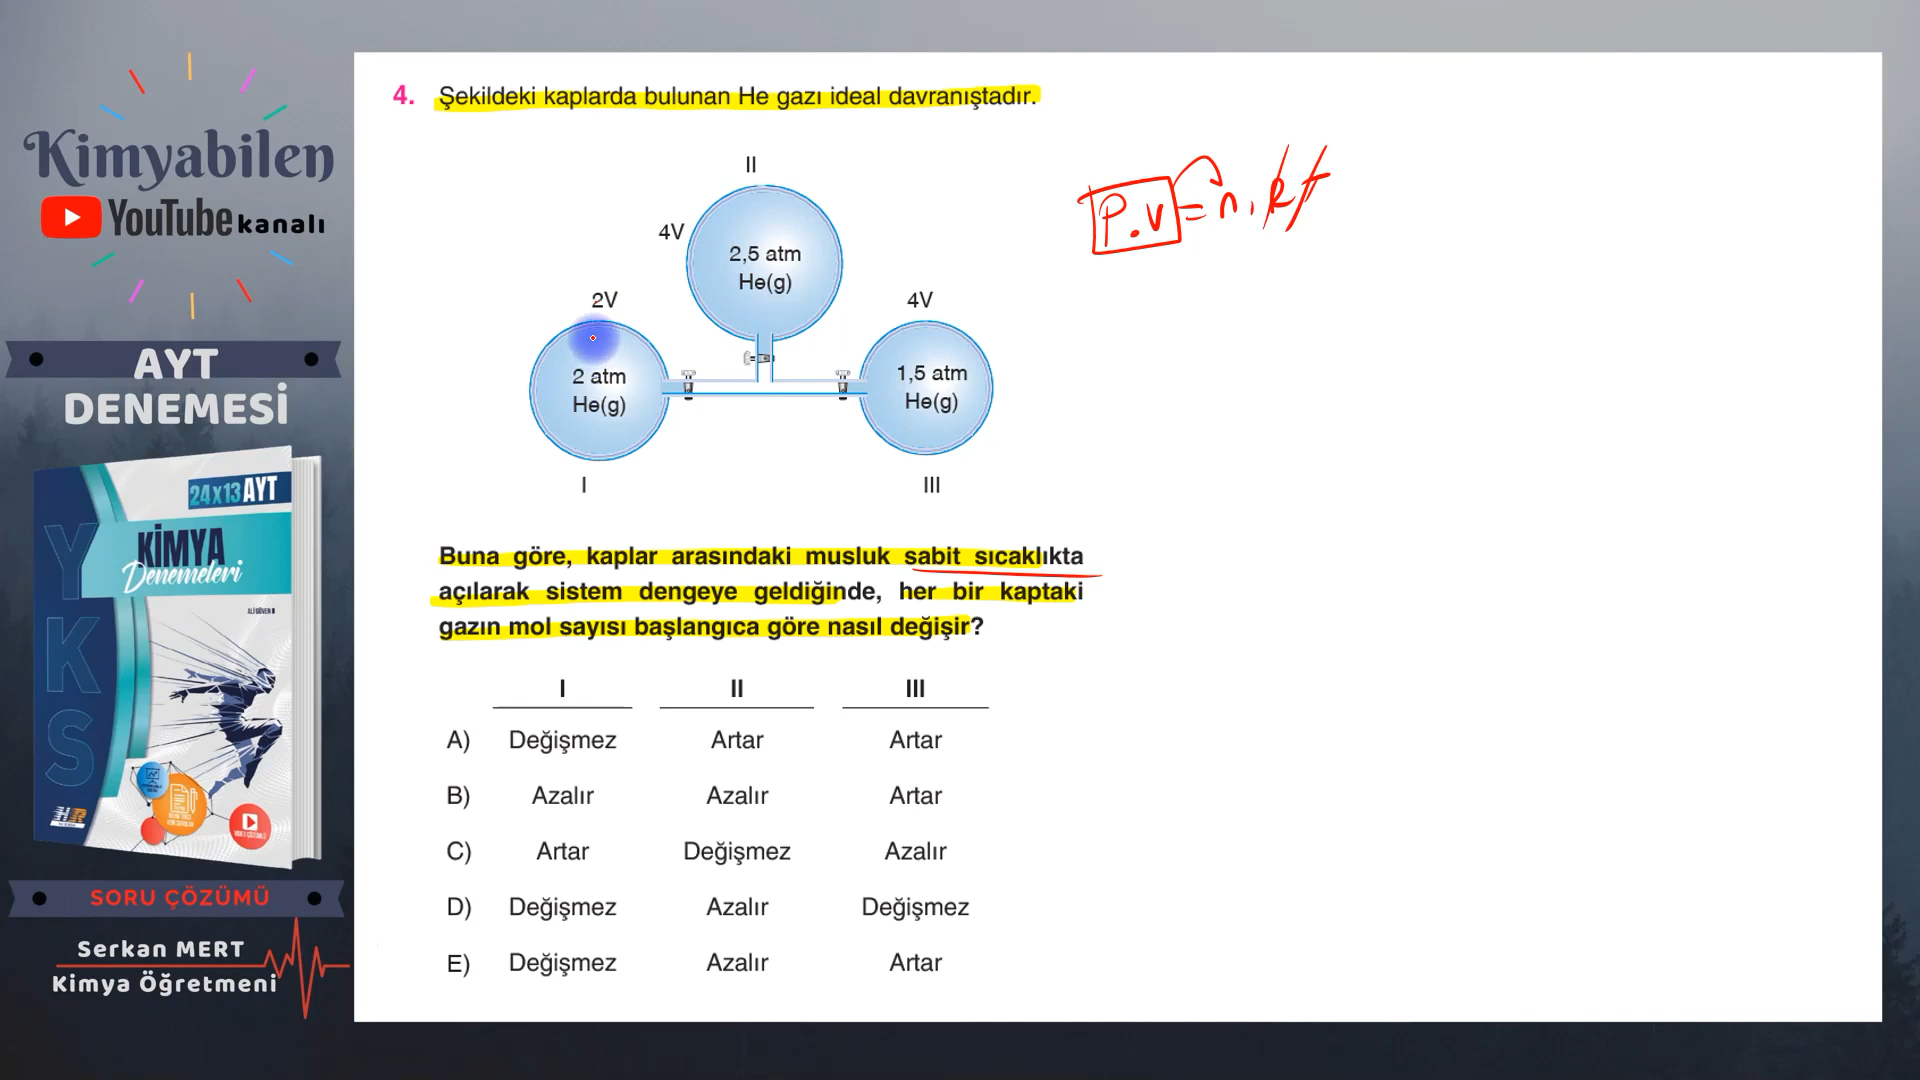 Kimyabilen
YouTube kanalı
AYT
DENEMESİ
24x13 AYT
KİMYA
Denemeleri
ALİ GÜVEN
YKS
SORU ÇÖZÜMÜ
Serkan MERT
Kimya Öğretmeni
4. Şekildeki kaplarda bulunan He gazı ideal davranıştadır.
II
4V
2,5 atm
He(g)
2V
4V
2 atm
He(g)
1,5 atm
He(g)
I
III
P.V = n.RT
Buna göre, kaplar arasındaki musluk sabit sıcaklıkta
açılarak sistem dengeye geldiğinde, her bir kaptaki
gazın mol sayısı başlangıca göre nasıl değişir?
I II III
A) Değişmez Artar Artar
B) Azalır Azalır Artar
C) Artar Değişmez Azalır
D) Değişmez Azalır Değişmez
E) Değişmez Azalır Artar